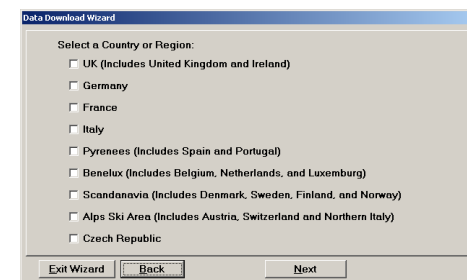 Data Download Wizard
Select a Country or Region:
UK (Includes United Kingdom and Ireland)
Germany
France
Italy
Pyrenees (Includes Spain and Portugal)
Benelux (Includes Belgium, Netherlands, and Luxemburg)
Scandanavia (Includes Denmark, Sweden, Finland, and Norway)
Alps Ski Area (Includes Austria, Switzerland and Northern Italy)
Czech Republic
Exit Wizard Back Next